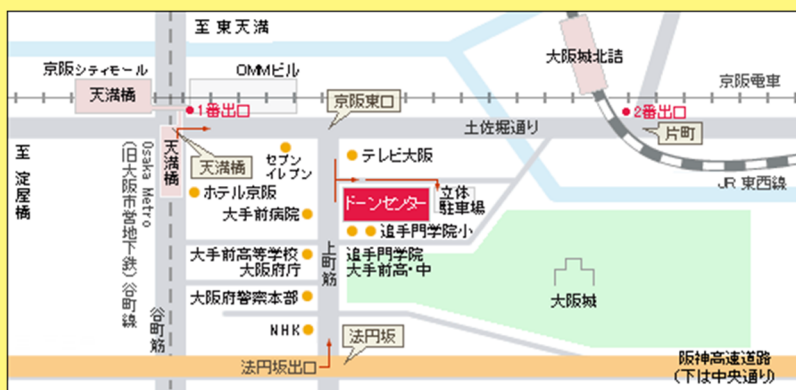 至東天満
京阪シティモール
OMMビル
大阪城北詰
天満橋
京阪電車
1番出口
京阪東口
2番出口
土佐堀通り
片町
至 淀屋橋
天満橋
天満橋
セブン
イレブン
テレビ大阪
JR東西線
Osaka Metro
(旧大阪市営地下鉄)谷町線
ホテル京阪
ドーンセンター
立体
駐車場
大手前病院
追手門学院小
大手前高等学校
大阪府庁
上町筋
追手門学院
大手前高・中
大阪城
大阪府警察本部
谷町筋
NHK
法円坂
法円坂出口
阪神高速道路
(下は中央通り)